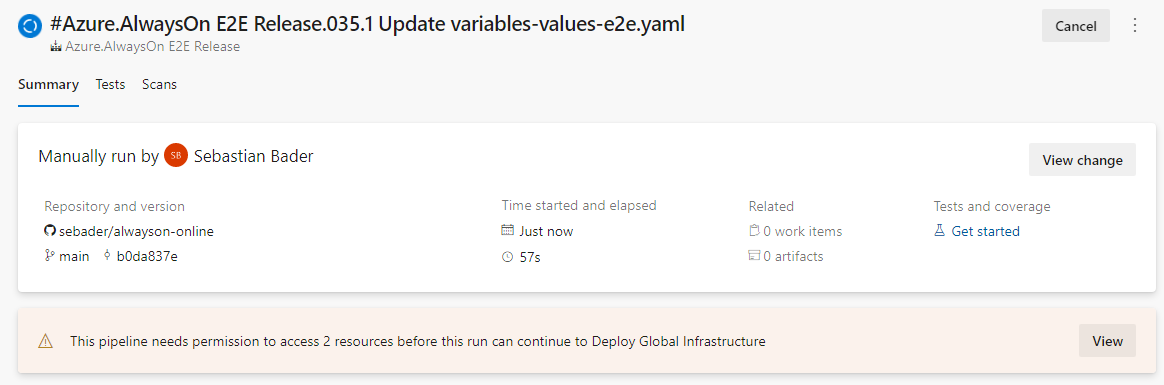 #Azure.AlwaysOn E2E Release.035.1 Update variables-values-e2e.yaml
Cancel
Azure.AlwaysOn E2E Release
Summary Tests Scans
Manually run by SB Sebastian Bader
View change
Repository and version
sebader/alwayson-online
main b0da837e
Time started and elapsed
Just now
57s
Related
0 work items
0 artifacts
Tests and coverage
Get started
This pipeline needs permission to access 2 resources before this run can continue to Deploy Global Infrastructure
View